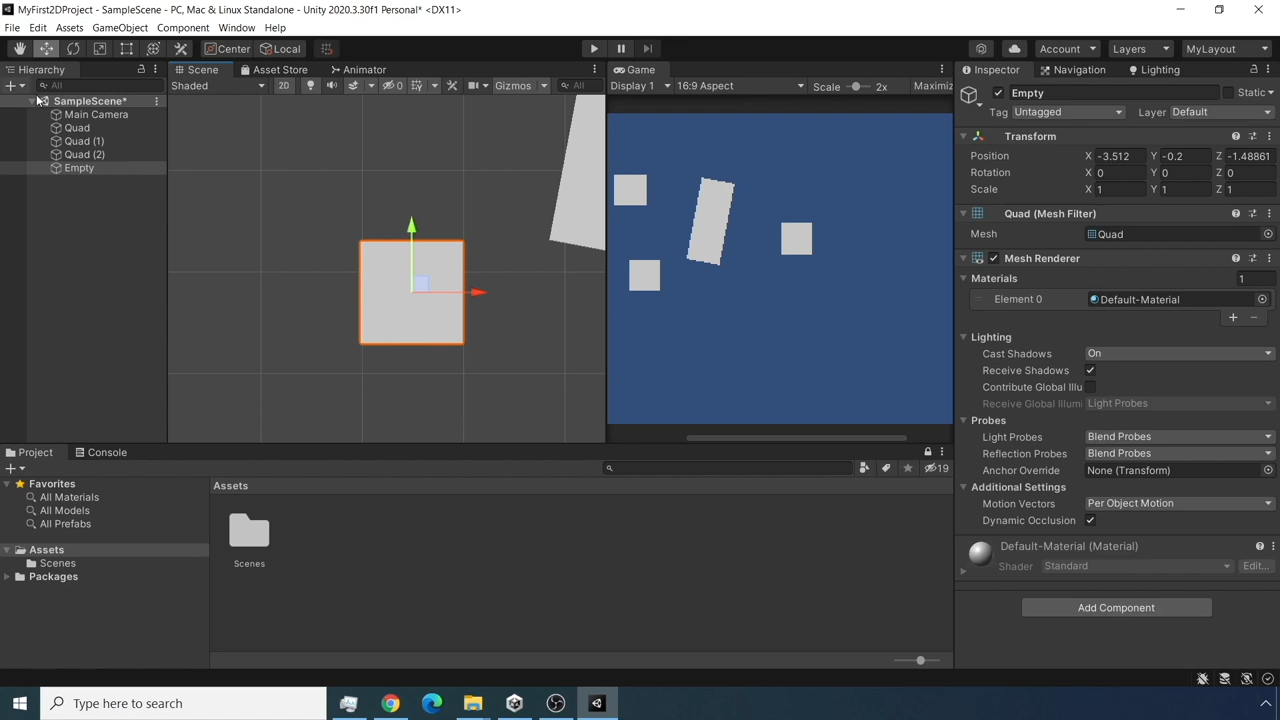 MyFirst2DProject - SampleScene - PC, Mac & Linux Standalone - Unity 2020.3.30f1 Personal* <DX11>
File Edit Assets GameObject Component Window Help
Center Local Account Layers MyLayout
Hierarchy Scene Asset Store Animator Game Inspector Navigation Lighting
All Shaded 2D 0 Gizmos All Display 1 16:9 Aspect Scale 2x Maximiz
SampleScene* Empty Static
Main Camera Tag Untagged Layer Default
Quad
Quad (1)
Quad (2)
Empty
Transform
Position X -3.512 Y -0.2 Z -1.48861
Rotation X 0 Y 0 Z 0
Scale X 1 Y 1 Z 1
Quad (Mesh Filter)
Mesh Quad
Mesh Renderer
Materials 1
Element 0 Default-Material
Lighting
Cast Shadows On
Receive Shadows
Contribute Global Illu
Receive Global Illumi Light Probes
Probes
Light Probes Blend Probes
Reflection Probes Blend Probes
Anchor Override None (Transform)
Additional Settings
Motion Vectors Per Object Motion
Dynamic Occlusion
Default-Material (Material)
Shader Standard Edit...
Add Component
Project Console
19
Favorites
All Materials
All Models
All Prefabs
Assets
Scenes
Packages
Assets
Scenes
Type here to search